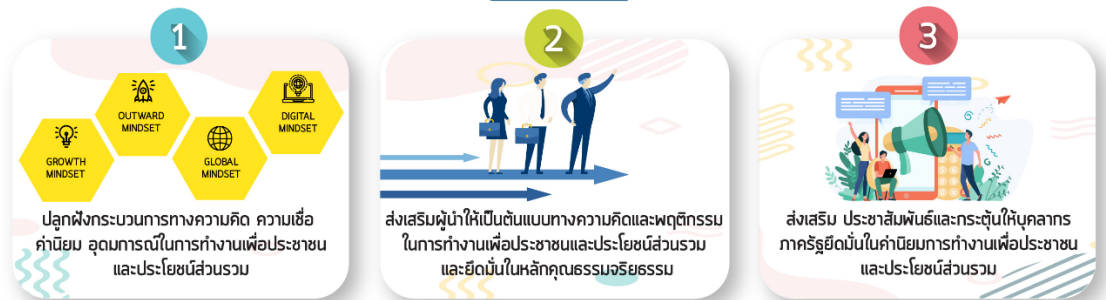 1
GROWTH
MINDSET
OUTWARD
MINDSET
GLOBAL
MINDSET
DIGITAL
MINDSET
ปลูกฝังกระบวนการทางความคิด ความเชื่อ
ค่านิยม อุดมการณ์ในการทำงานเพื่อประชาชน
และประโยชน์ส่วนรวม
2
ส่งเสริมผู้นำให้เป็นต้นแบบทางความคิดและพฤติกรรม
ในการทำงานเพื่อประชาชนและประโยชน์ส่วนรวม
และยึดมั่นในหลักคุณธรรมจริยธรรม
3
ส่งเสริม ประชาสัมพันธ์และกระตุ้นให้บุคลากร
ภาครัฐยึดมั่นในค่านิยมการทำงานเพื่อประชาชน
และประโยชน์ส่วนรวม